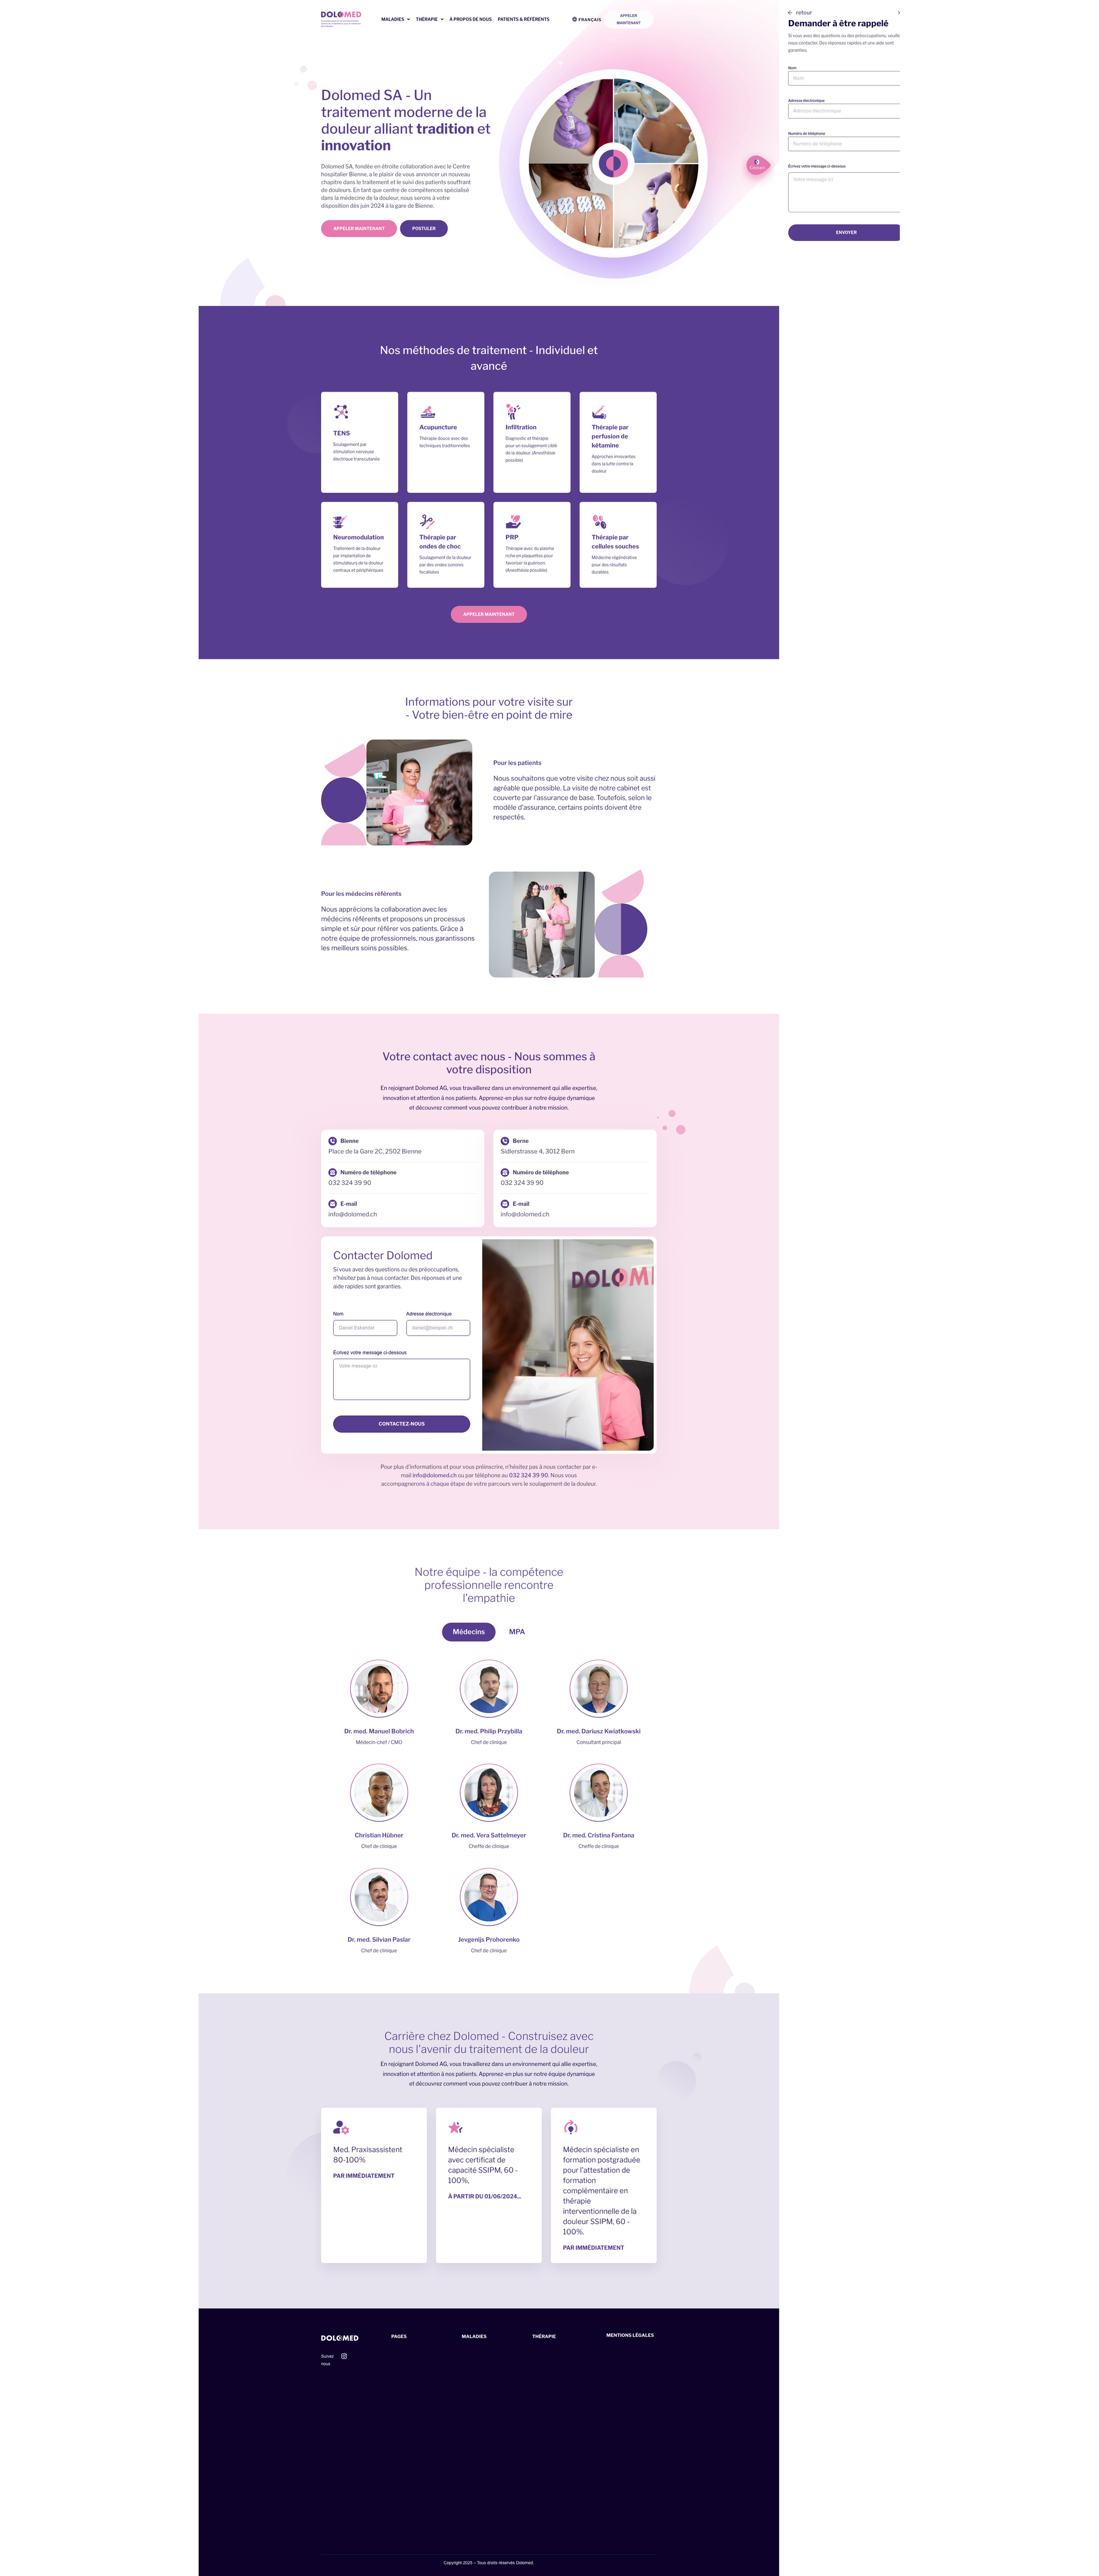 DOLOMED
MALADIES
THÉRAPIE
À PROPOS DE NOUS
PATIENTS & RÉFÉRENTS
FRANÇAIS
APPELER
MAINTENANT
Dolomed SA - Un
traitement moderne de la
douleur alliant tradition et
innovation
Dolomed SA, fondée en étroite collaboration avec le Centre
hospitalier Bienne, a le plaisir de vous annoncer un nouveau
chapitre dans le traitement et le suivi des patients souffrant
de douleurs. En tant que centre de compétences spécialisé
dans la médecine de la douleur, nous serons à votre
disposition dès juin 2024 à la gare de Bienne.
APPELER MAINTENANT
POSTULER
Contact
retour
Demander à être rappelé
Si vous avez des questions ou des préoccupations, veuille
nous contacter. Des réponses rapides et une aide sont
garanties.
Nom
Nom
Adresse électronique
Adresse électronique
Numéro de téléphone
Numéro de téléphone
Écrivez votre message ci-dessous
Votre message ici
ENVOYER
Nos méthodes de traitement - Individuel et
avancé
TENS
Soulagement par
stimulation nerveuse
électrique transcutanée
Acupuncture
Thérapie douce avec des
techniques traditionnelles
Infiltration
Diagnostic et thérapie
pour un soulagement ciblé
de la douleur. (Anesthésie
possible)
Thérapie par
perfusion de
kétamine
Approches innovantes
dans la lutte contre la
douleur
Neuromodulation
Traitement de la douleur
par implantation de
stimulateurs de la douleur
centraux et périphériques
Thérapie par
ondes de choc
Soulagement de la douleur
par des ondes sonores
focalisées
PRP
Thérapie avec du plasma
riche en plaquettes pour
favoriser la guérison.
(Anesthésie possible)
Thérapie par
cellules souches
Médecine régénérative
pour des résultats
durables
APPELER MAINTENANT
Informations pour votre visite sur
- Votre bien-être en point de mire
Pour les patients
Nous souhaitons que votre visite chez nous soit aussi
agréable que possible. La visite de notre cabinet est
couverte par l'assurance de base. Toutefois, selon le
modèle d'assurance, certains points doivent être
respectés.
Pour les médecins référents
Nous apprécions la collaboration avec les
médecins référents et proposons un processus
simple et sûr pour référer vos patients. Grâce à
notre équipe de professionnels, nous garantissons
les meilleurs soins possibles.
Votre contact avec nous - Nous sommes à
votre disposition
En rejoignant Dolomed AG, vous travaillerez dans un environnement qui allie expertise,
innovation et attention à nos patients. Apprenez-en plus sur notre équipe dynamique
et découvrez comment vous pouvez contribuer à notre mission.
Bienne
Place de la Gare 2C, 2502 Bienne
Numéro de téléphone
032 324 39 90
E-mail
info@dolomed.ch
Berne
Sidlerstrasse 4, 3012 Bern
Numéro de téléphone
032 324 39 90
E-mail
info@dolomed.ch
Contacter Dolomed
Si vous avez des questions ou des préoccupations,
n'hésitez pas à nous contacter. Des réponses et une
aide rapides sont garanties.
Nom
Adresse électronique
Daniel Eskander
daniel@beispiel.ch
Écrivez votre message ci-dessous
Votre message ici
CONTACTEZ-NOUS
DOLOM
Pour plus d'informations et pour vous préinscrire, n'hésitez pas à nous contacter par e-
mail info@dolomed.ch ou par téléphone au 032 324 39 90. Nous vous
accompagnerons à chaque étape de votre parcours vers le soulagement de la douleur.
Notre équipe - la compétence
professionnelle rencontre
l'empathie
Médecins
MPA
Dr. med. Manuel Bobrich
Médecin-chef / CMO
Dr. med. Philip Przybilla
Chef de clinique
Dr. med. Dariusz Kwiatkowski
Consultant principal
Christian Hübner
Chef de clinique
Dr. med. Vera Sattelmeyer
Cheffe de clinique
Dr. med. Cristina Fantana
Cheffe de clinique
Dr. med. Silvian Paslar
Chef de clinique
Jevgenijs Prohorenko
Chef de clinique
Carrière chez Dolomed - Construisez avec
nous l'avenir du traitement de la douleur
En rejoignant Dolomed AG, vous travaillerez dans un environnement qui allie expertise,
innovation et attention à nos patients. Apprenez-en plus sur notre équipe dynamique
et découvrez comment vous pouvez contribuer à notre mission.
Med. Praxisassistent
80-100%
PAR IMMÉDIATEMENT
Médecin spécialiste
avec certificat de
capacité SSIPM, 60 -
100%,
À PARTIR DU 01/06/2024...
Médecin spécialiste en
formation postgraduée
pour l'attestation de
formation
complémentaire en
thérapie
interventionnelle de la
douleur SSIPM, 60 -
100%.
PAR IMMÉDIATEMENT
DOLOMED
Suivez
nous
PAGES
MALADIES
THÉRAPIE
MENTIONS LÉGALES
Copyright 2025 – Tous droits réservés Dolomed.